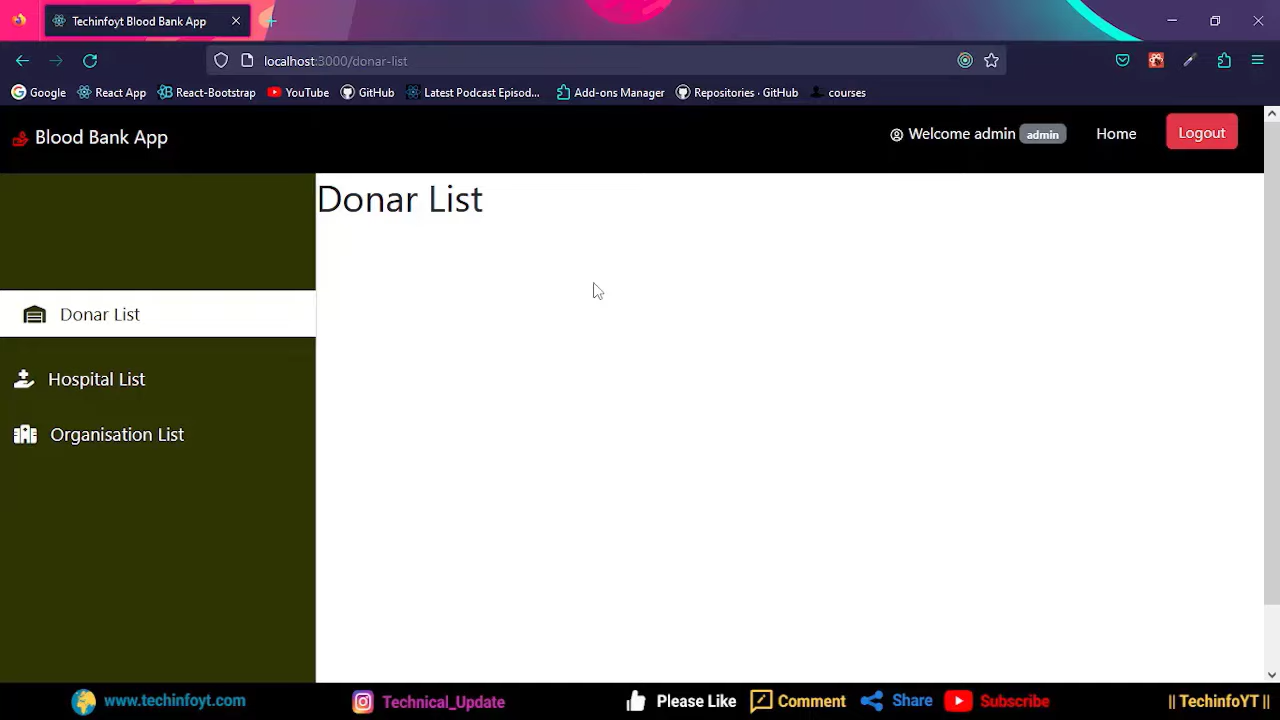 Techinfoyt Blood Bank App
localhost:3000/donar-list
Google React App React-Bootstrap YouTube GitHub Latest Podcast Episod... Add-ons Manager Repositories · GitHub courses
Blood Bank App Welcome admin admin Home Logout
Donar List
Donar List
Hospital List
Organisation List
www.techinfoyt.com Technical_Update Please Like Comment Share Subscribe || TechinfoYT ||